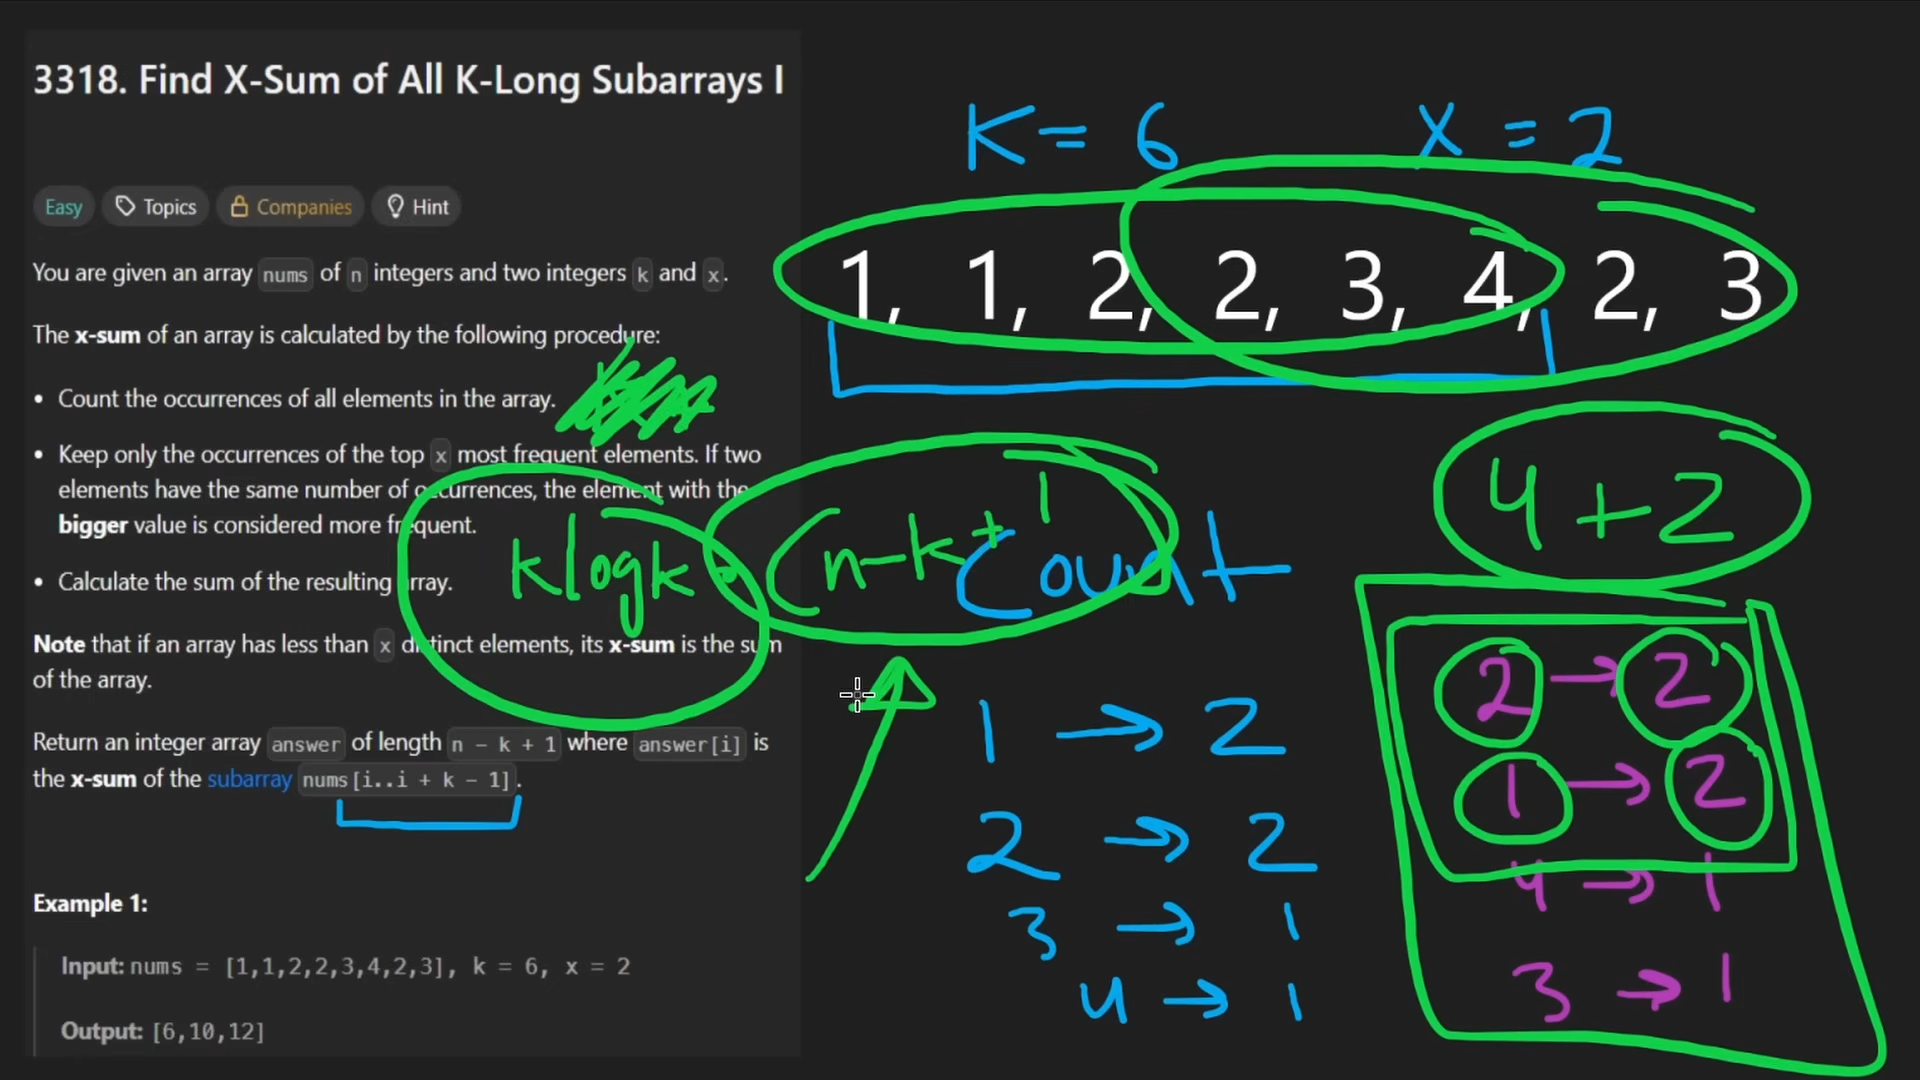 3318. Find X-Sum of All K-Long Subarrays I
Easy Topics Companies Hint
You are given an array nums of n integers and two integers k and x.
The x-sum of an array is calculated by the following procedure:
• Count the occurrences of all elements in the array.
• Keep only the occurrences of the top x most frequent elements. If two
elements have the same number of occurrences, the element with the
bigger value is considered more frequent.
• Calculate the sum of the resulting array.
Note that if an array has less than x distinct elements, its x-sum is the sum
of the array.
Return an integer array answer of length n - k + 1 where answer[i] is
the x-sum of the subarray nums[i..i + k - 1].
Example 1:
Input: nums = [1,1,2,2,3,4,2,3], k = 6, x = 2
Output: [6,10,12]
K = 6 X = 2
1, 1, 2, 2, 3, 4, 2, 3
klogk · (n-k+1
Count
1 → 2
2 → 2
3 → 1
4 → 1
4+2
2 → 2
1 → 2
4 → 1
3 → 1